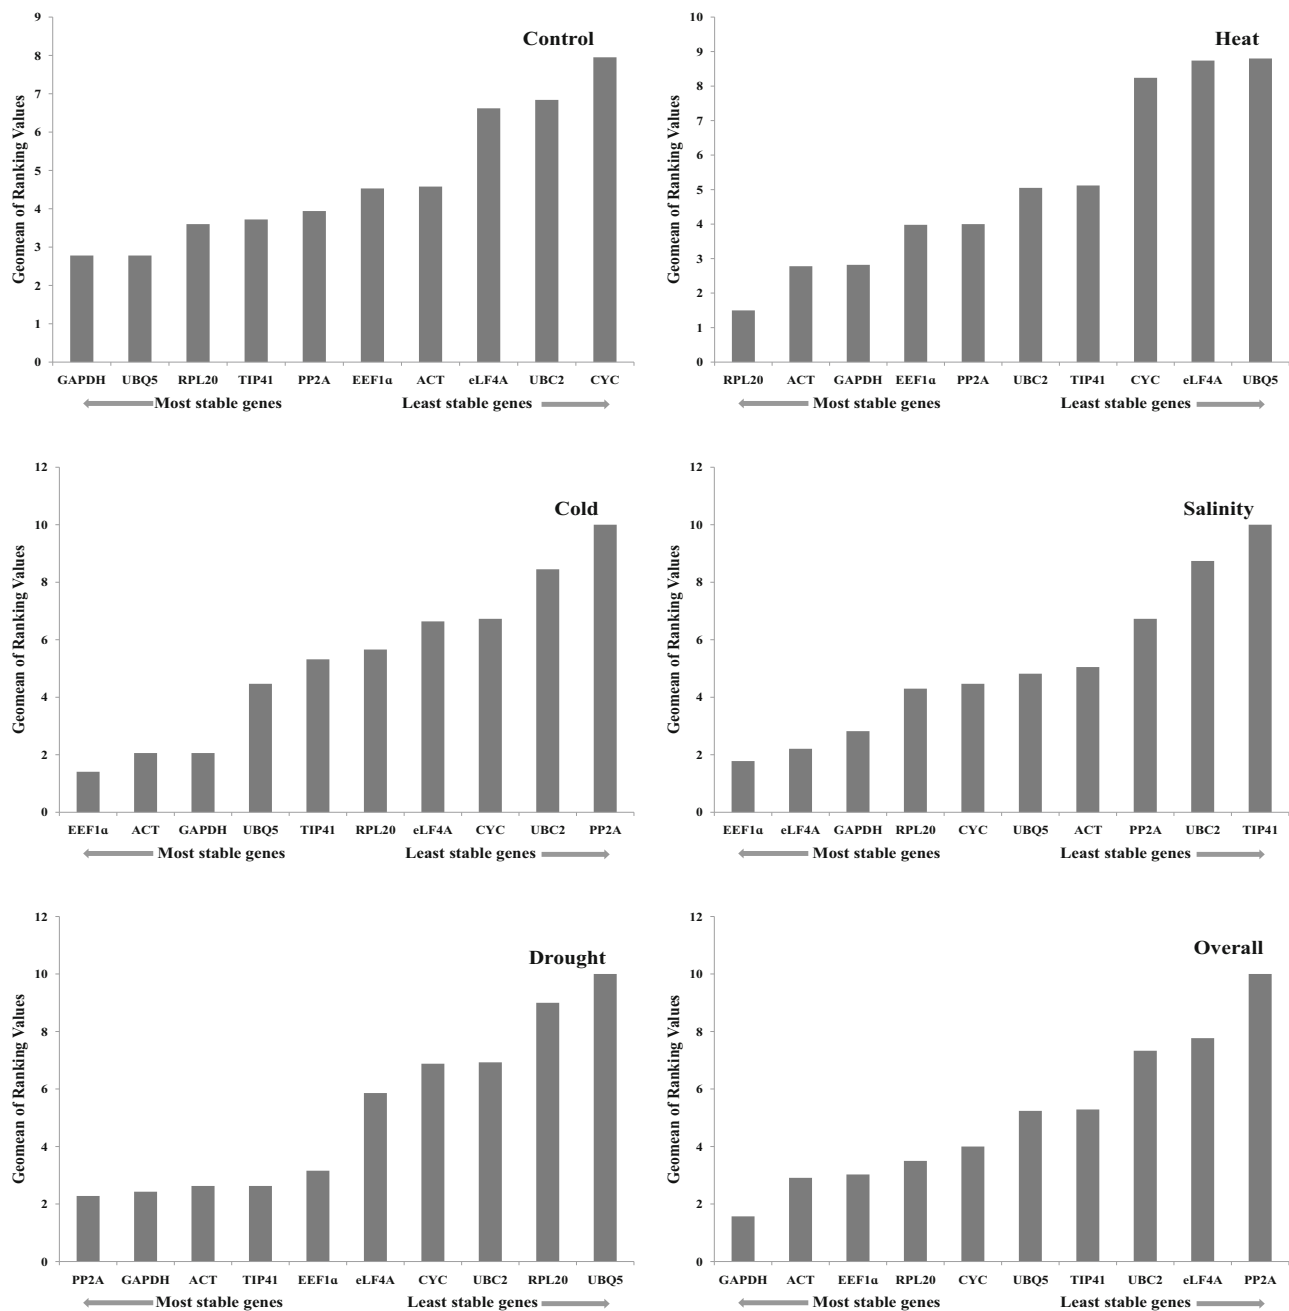 Control
Geomean of Ranking Values
9
8
7
6
5
4
3
2
1
0
GAPDH UBQ5 RPL20 TIP41 PP2A EEF1α ACT eLF4A UBC2 CYC
Most stable genes Least stable genes
Heat
Geomean of Ranking Values
10
9
8
7
6
5
4
3
2
1
0
RPL20 ACT GAPDH EEF1α PP2A UBC2 TIP41 CYC eLF4A UBQ5
Most stable genes Least stable genes
Cold
Geomean of Ranking Values
12
10
8
6
4
2
0
EEF1α ACT GAPDH UBQ5 TIP41 RPL20 eLF4A CYC UBC2 PP2A
Most stable genes Least stable genes
Salinity
Geomean of Ranking Values
12
10
8
6
4
2
0
EEF1α eLF4A GAPDH RPL20 CYC UBQ5 ACT PP2A UBC2 TIP41
Most stable genes Least stable genes
Drought
Geomean of Ranking Values
12
10
8
6
4
2
0
PP2A GAPDH ACT TIP41 EEF1α eLF4A CYC UBC2 RPL20 UBQ5
Most stable genes Least stable genes
Overall
Geomean of Ranking Values
12
10
8
6
4
2
0
GAPDH ACT EEF1α RPL20 CYC UBQ5 TIP41 UBC2 eLF4A PP2A
Most stable genes Least stable genes